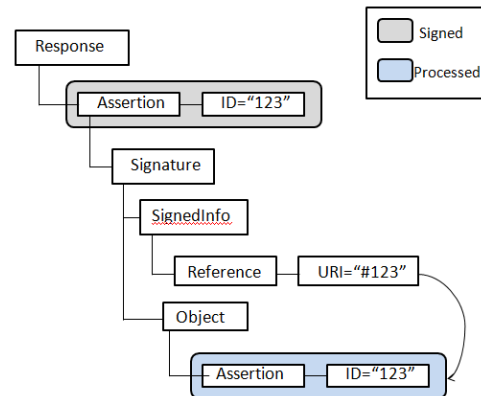 Response
Signed
Processed
Assertion
ID=“123”
Signature
SignedInfo
Reference
URI=“#123”
Object
Assertion
ID=“123”